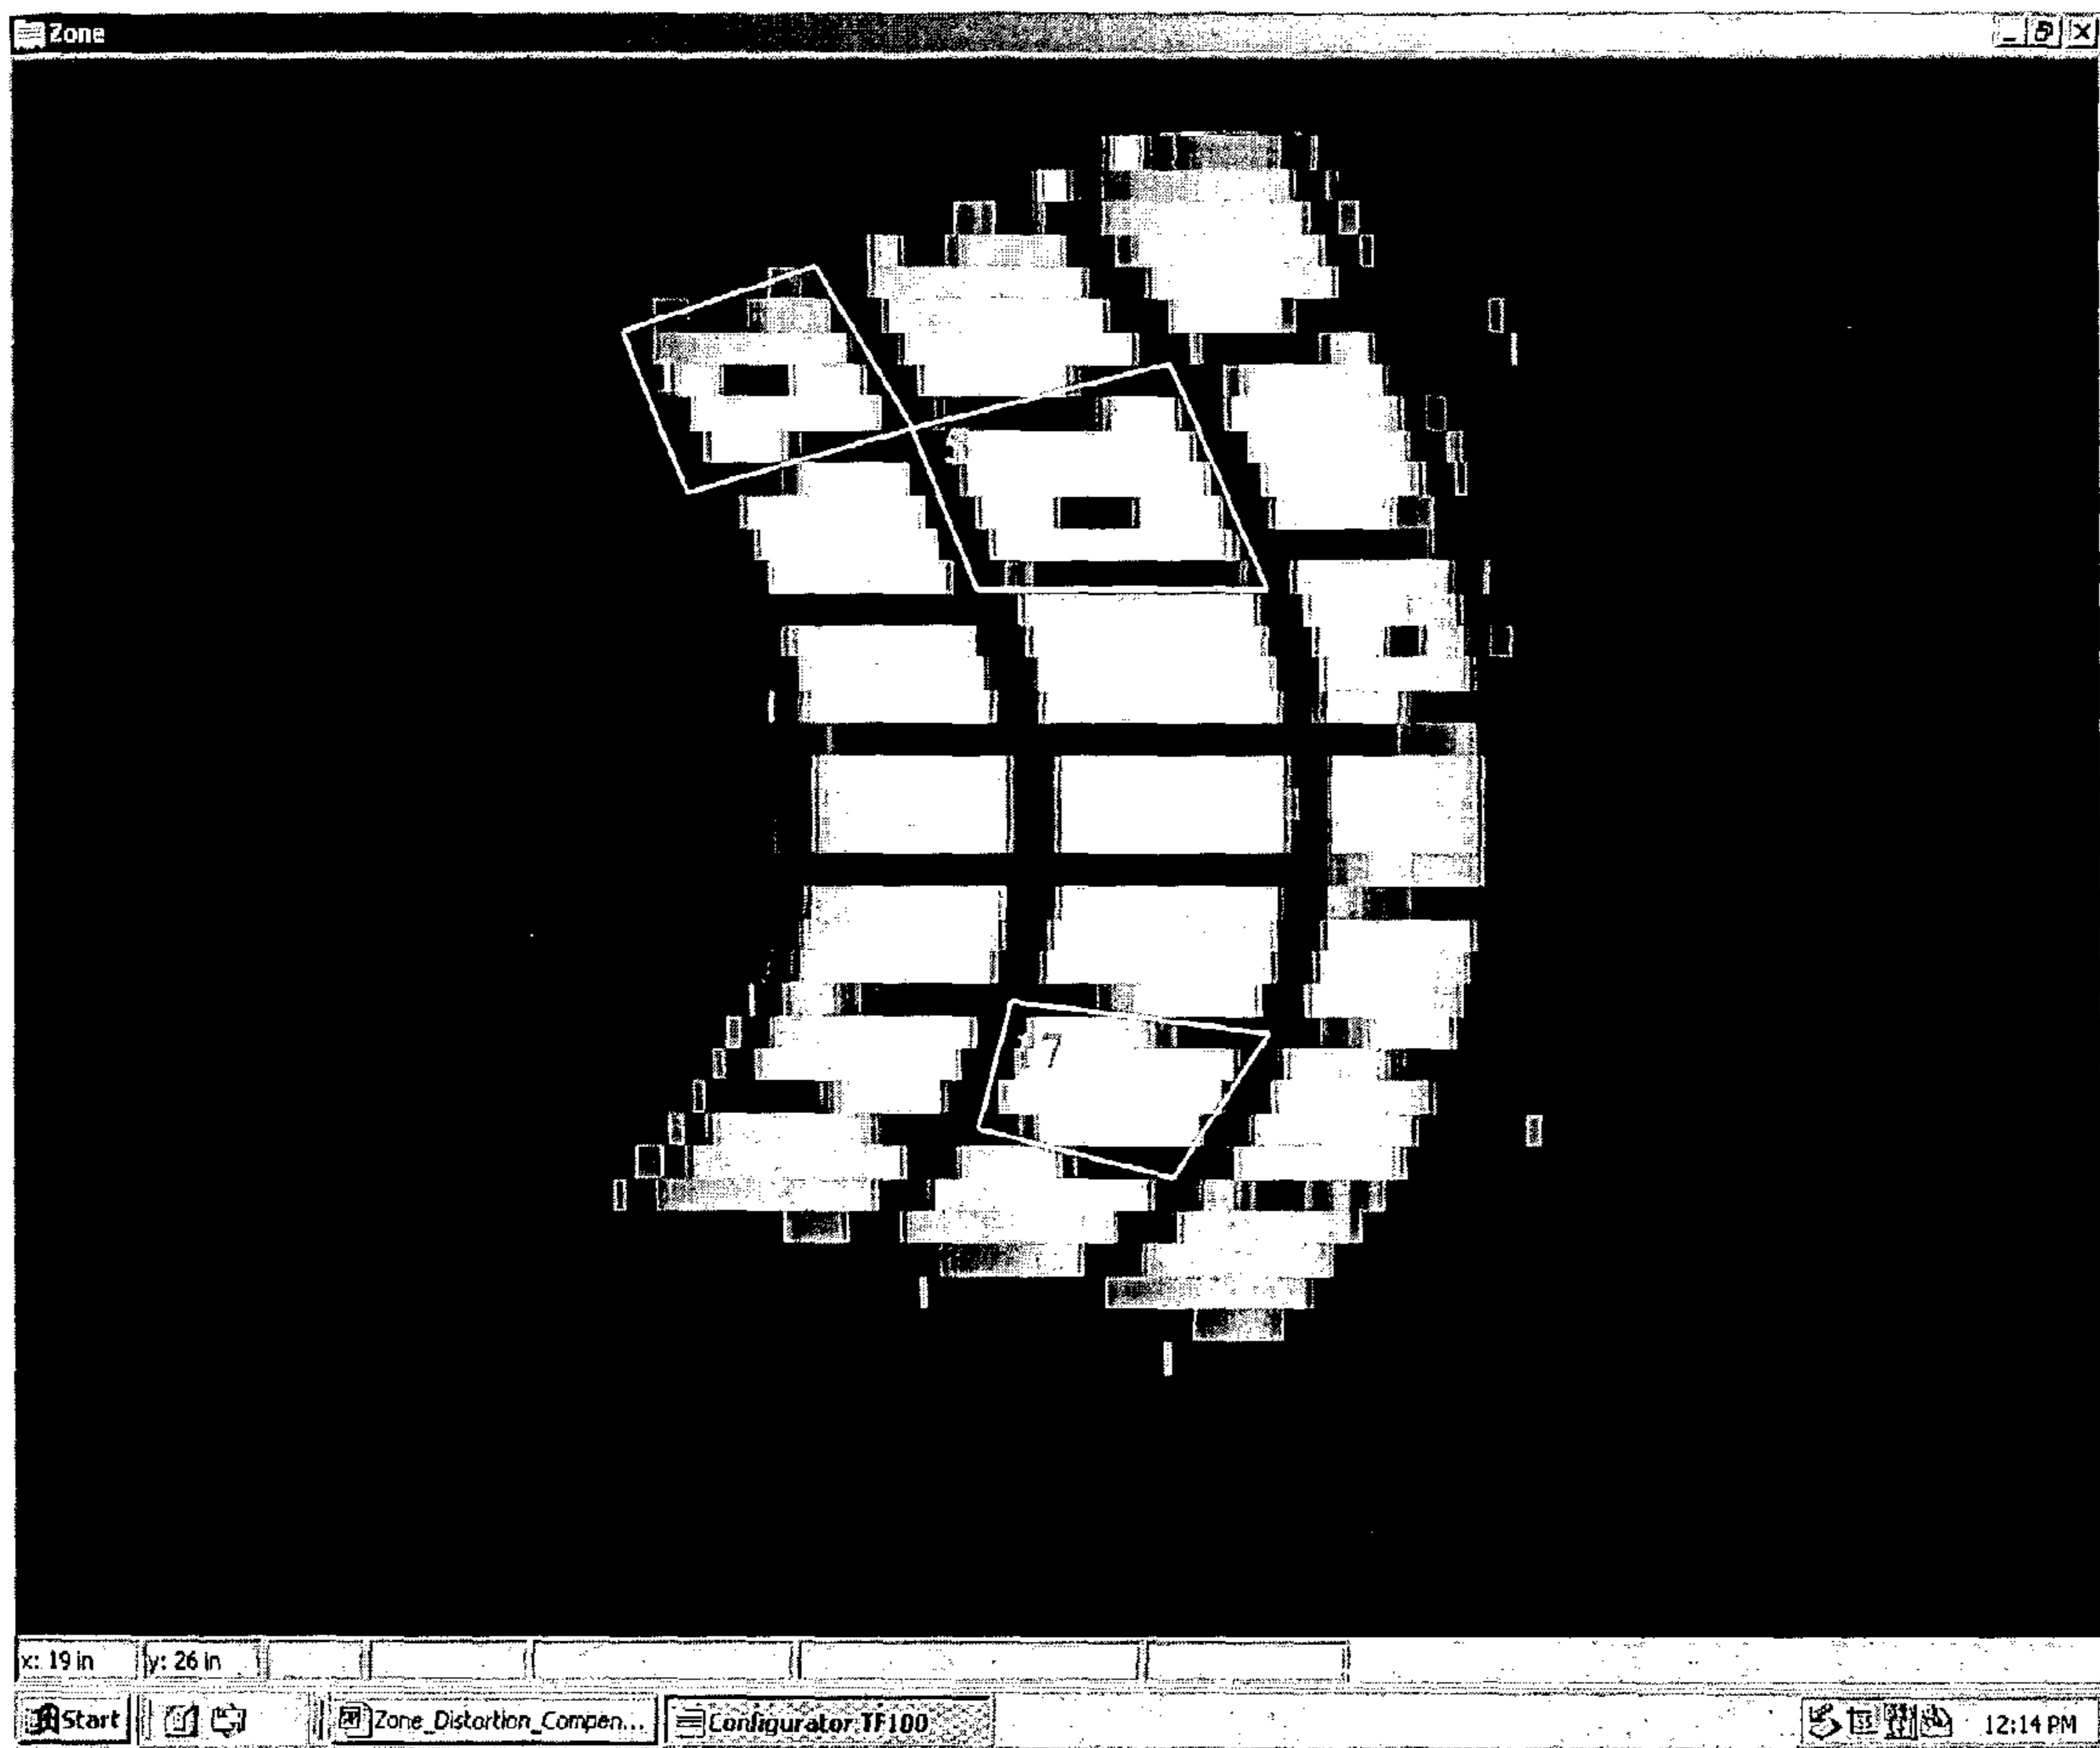 Zone
7
x: 19 in y: 26 in
Start Zone_Distortion_Compen... Configurator TF100 12:14 PM